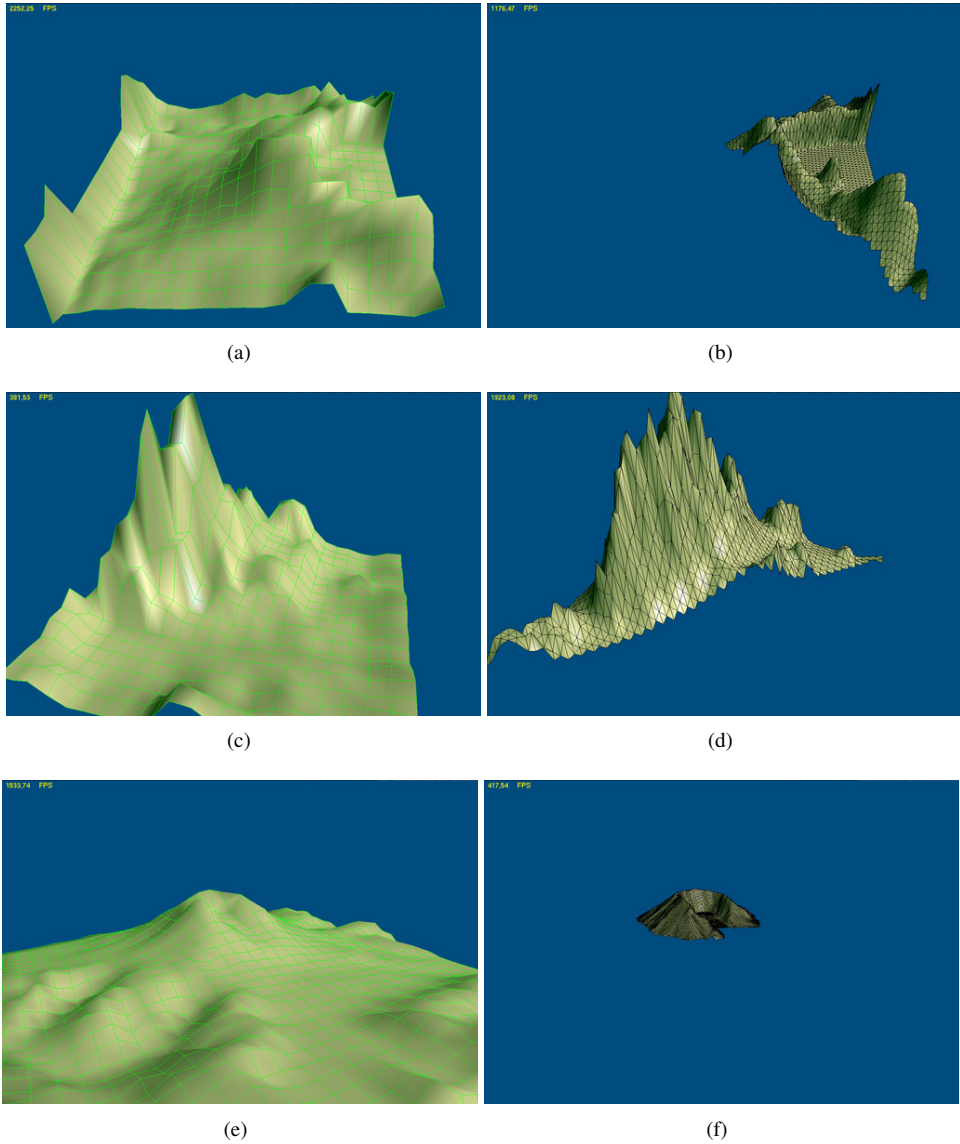 2252,25 FPS
1176,47 FPS
(a)
(b)
381,53 FPS
1923,08 FPS
(c)
(d)
1533,74 FPS
417,54 FPS
(e)
(f)